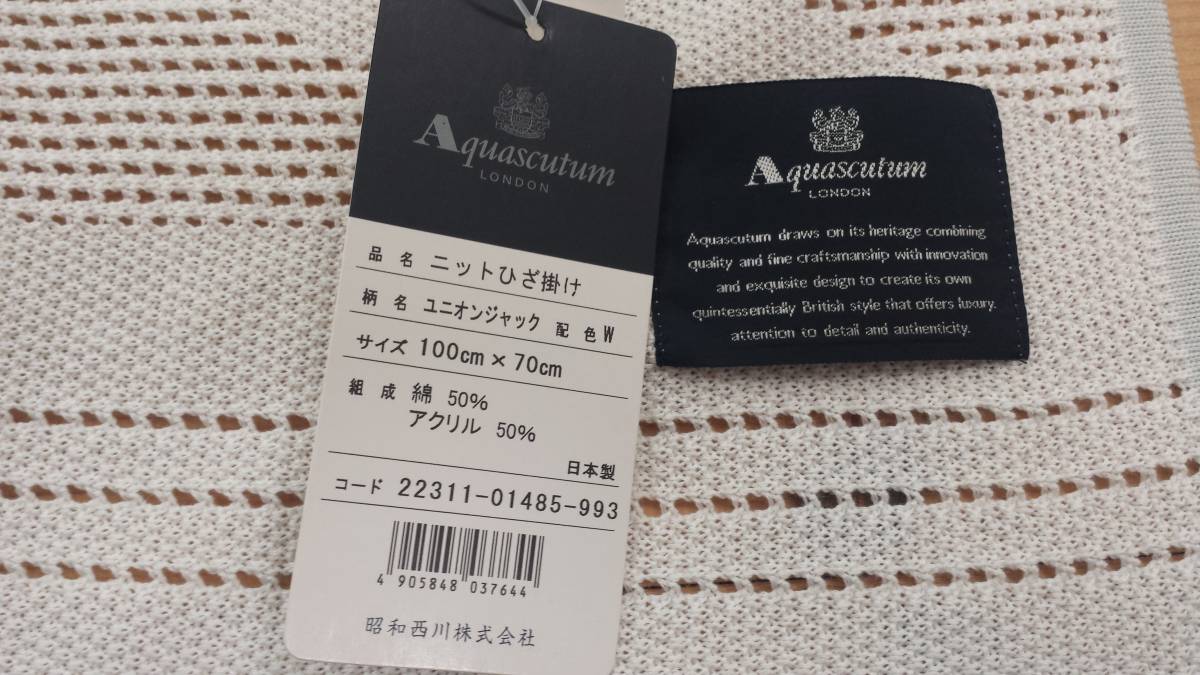 Aquascutum
LONDON
品名 ニットひざ掛け
柄名 ユニオンジャック 配色 W
サイズ 100cm × 70cm
組成 綿 50%
アクリル 50%
日本製
コード 22311-01485-993
4 905848 037644
昭和西川株式会社
Aquascutum
LONDON
Aquascutum draws on its heritage combining
quality and fine craftsmanship with innovation
and exquisite design to create its own
quintessentially British style that offers luxury.
attention to detail and authenticity.